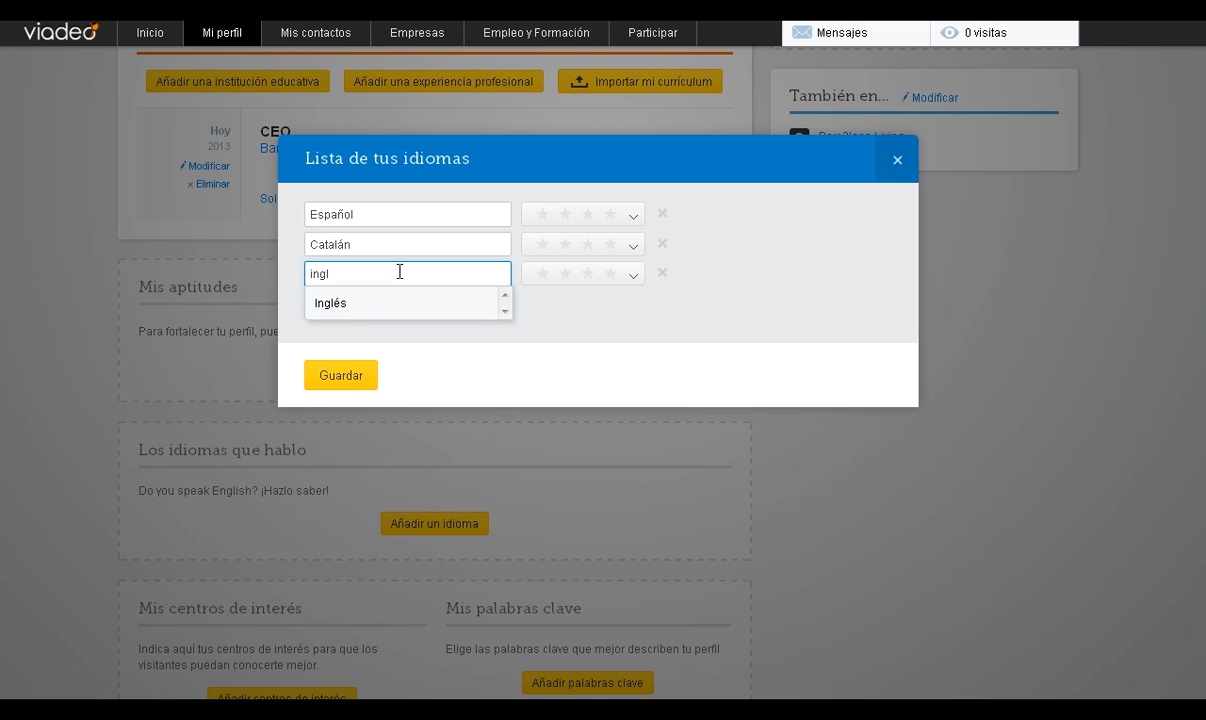 viadeo
Inicio
Mi perfil
Mis contactos
Empresas
Empleo y Formación
Participar
Mensajes
0 visitas
Añadir una institución educativa
Añadir una experiencia profesional
Importar mi currículum
También en...
Modificar
Hoy
2013
Modificar
× Eliminar
CEO
Lista de tus idiomas
×
Español
Catalán
ingl
Inglés
Guardar
Mis aptitudes
Para fortalecer tu perfil, pue
Los idiomas que hablo
Do you speak English? ¡Hazlo saber!
Añadir un idioma
Mis centros de interés
Indica aquí tus centros de interés para que los
visitantes puedan conocerte mejor.
Añadir centros de interés
Mis palabras clave
Elige las palabras clave que mejor describen tu perfil
Añadir palabras clave